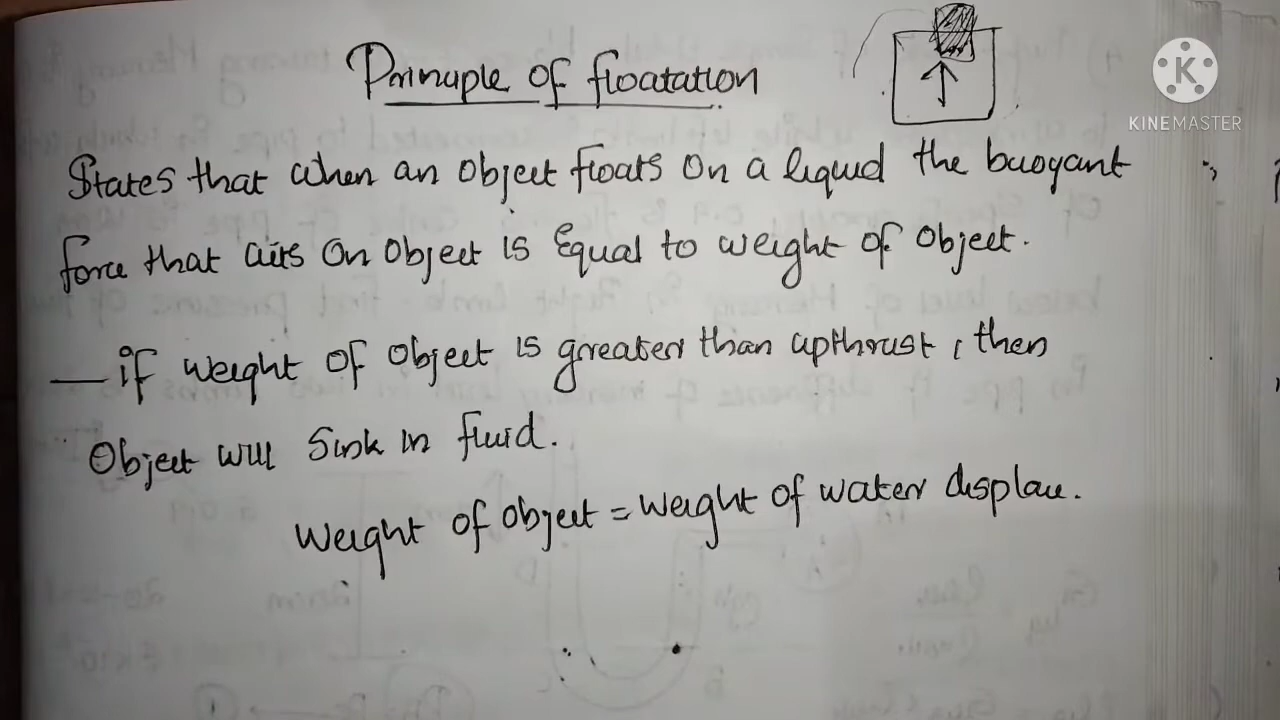 Principle of floatation
K
KINEMASTER
States that when an object floats on a liquid the buoyant
force that acts on object is Equal to weight of object.
— if weight of object is greater than upthrust, then
Object will sink in fluid.
Weight of object = Weight of water displace.